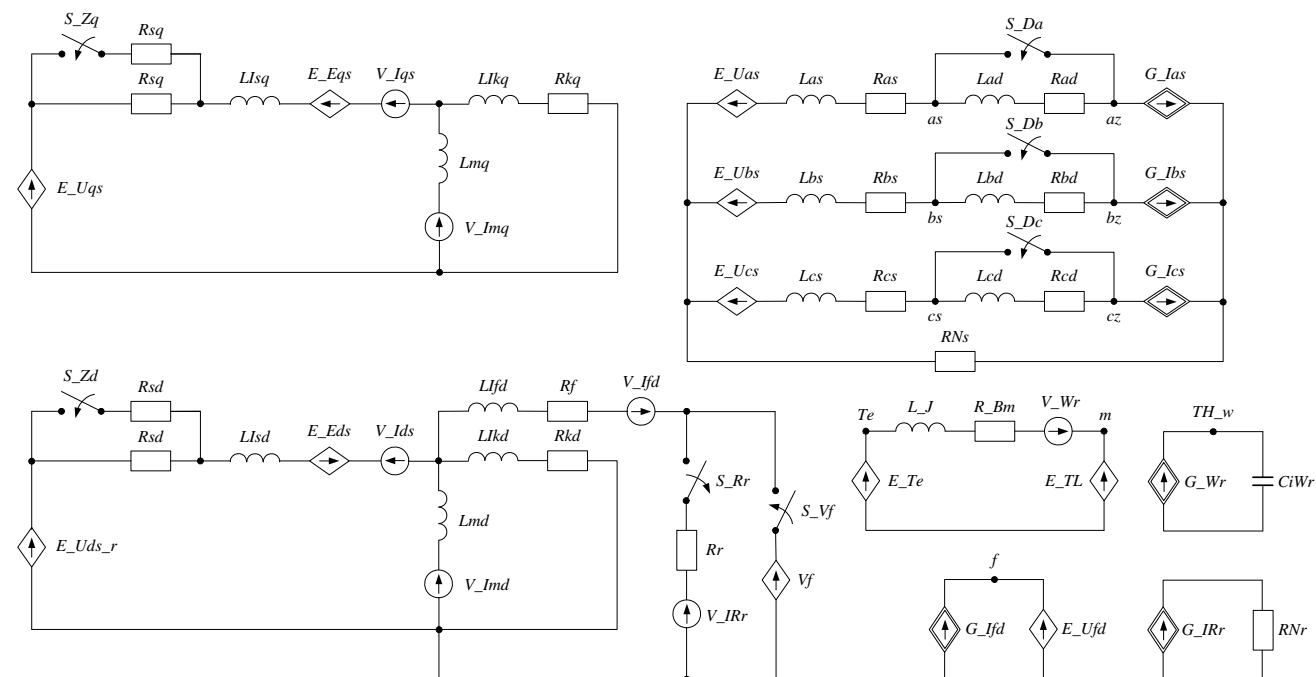 S_Zq
Rsq
Rsq
LIsq
E_Eqs
V_Iqs
LIkq
Rkq
Lmq
E_Uqs
V_Imq
S_Da
E_Uas
Las
Ras
Lad
Rad
G_Ias
as
az
S_Db
E_Ubs
Lbs
Rbs
Lbd
Rbd
G_Ibs
bs
bz
S_Dc
E_Ucs
Lcs
Rcs
Lcd
Rcd
G_Ics
cs
cz
RNs
S_Zd
Rsd
Rsd
LIsd
E_Eds
V_Ids
LIfd
Rf
V_Ifd
LIkd
Rkd
Lmd
E_Uds_r
V_Imd
S_Rr
Rr
V_IRr
S_Vf
Vf
Te
L_J
R_Bm
V_Wr
m
E_Te
E_TL
TH_w
G_Wr
CiWr
f
G_Ifd
E_Ufd
G_IRr
RNr